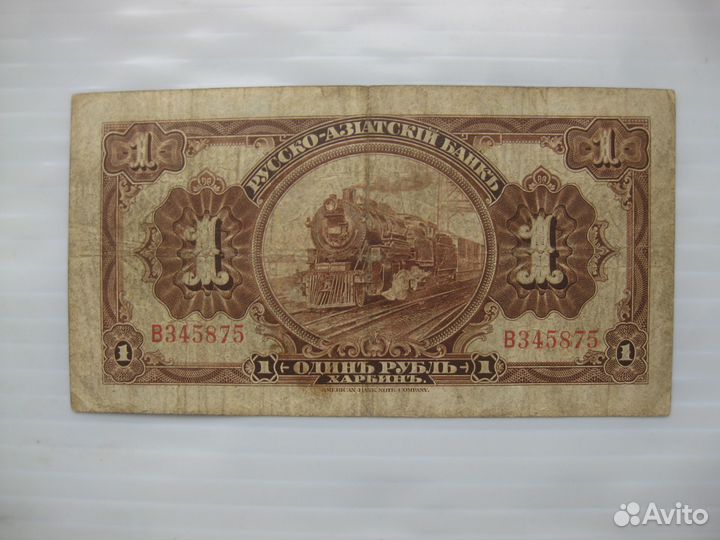 РУССКО-АЗІАТСКІЙ БАНКЪ
1 1
1 1
В345875 В345875
1 1 ОДИНЪ РУБЛЬ 1 1
ХАРБИНЪ.
AMERICAN BANK NOTE COMPANY.
Avito